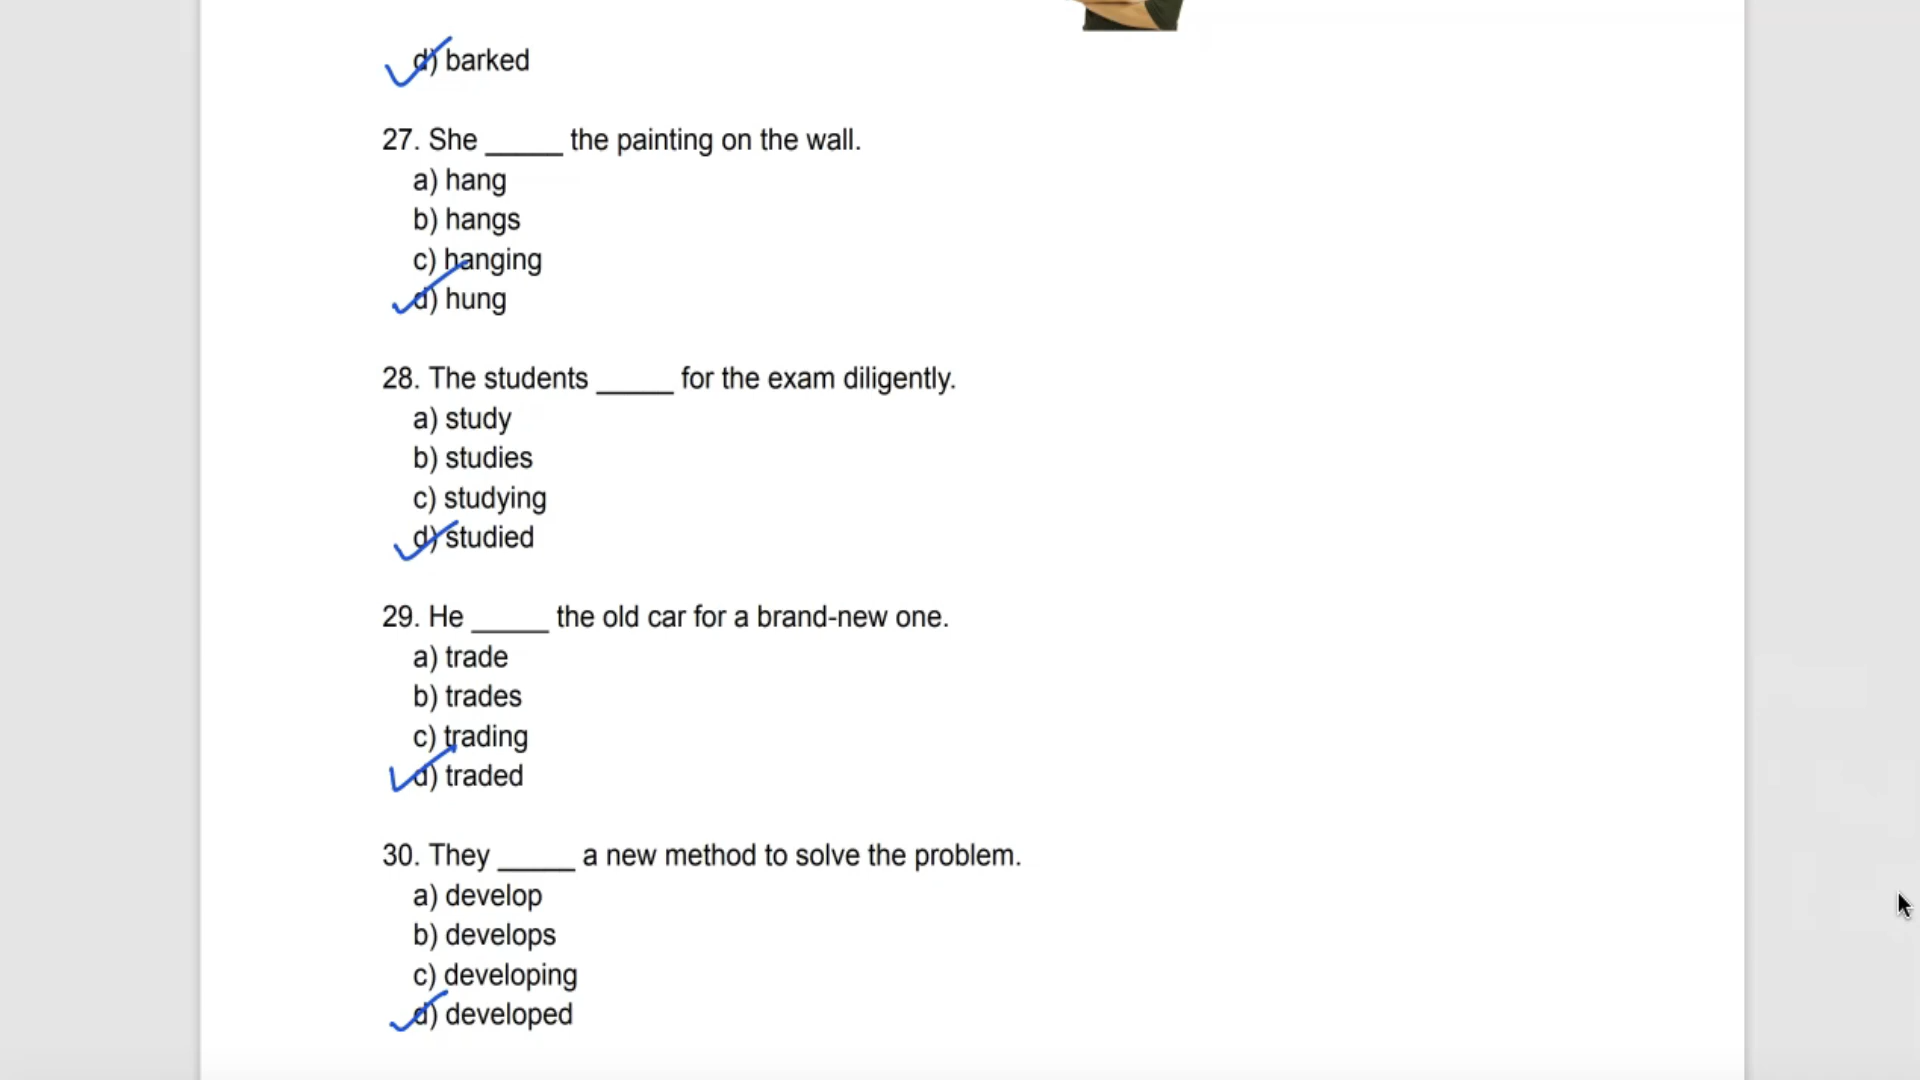 d) barked
27. She _____ the painting on the wall.
a) hang
b) hangs
c) hanging
d) hung
28. The students _____ for the exam diligently.
a) study
b) studies
c) studying
d) studied
29. He _____ the old car for a brand-new one.
a) trade
b) trades
c) trading
d) traded
30. They _____ a new method to solve the problem.
a) develop
b) develops
c) developing
d) developed